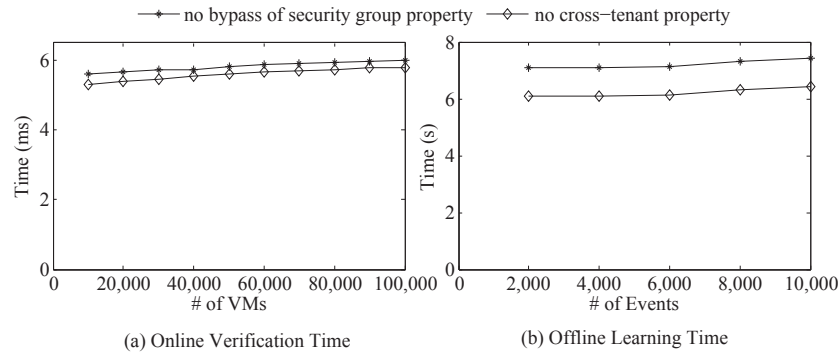 no bypass of security group property
no cross−tenant property
6
4
2
0
Time (ms)
0
20,000
40,000
60,000
80,000
100,000
# of VMs
(a) Online Verification Time
8
6
4
2
0
Time (s)
0
2,000
4,000
6,000
8,000
10,000
# of Events
(b) Offline Learning Time